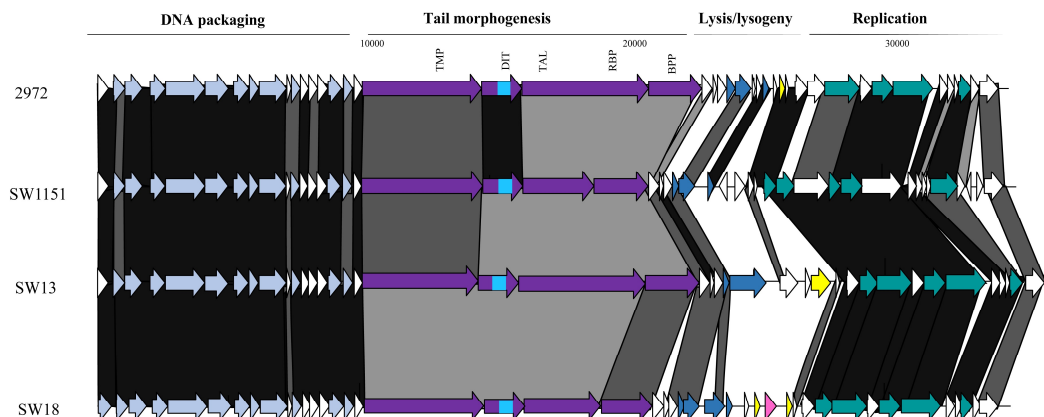 DNA packaging Tail morphogenesis Lysis/lysogeny Replication
10000 20000 30000
TMP DIT TAL RBP BPP
2972
SW1151
SW13
SW18